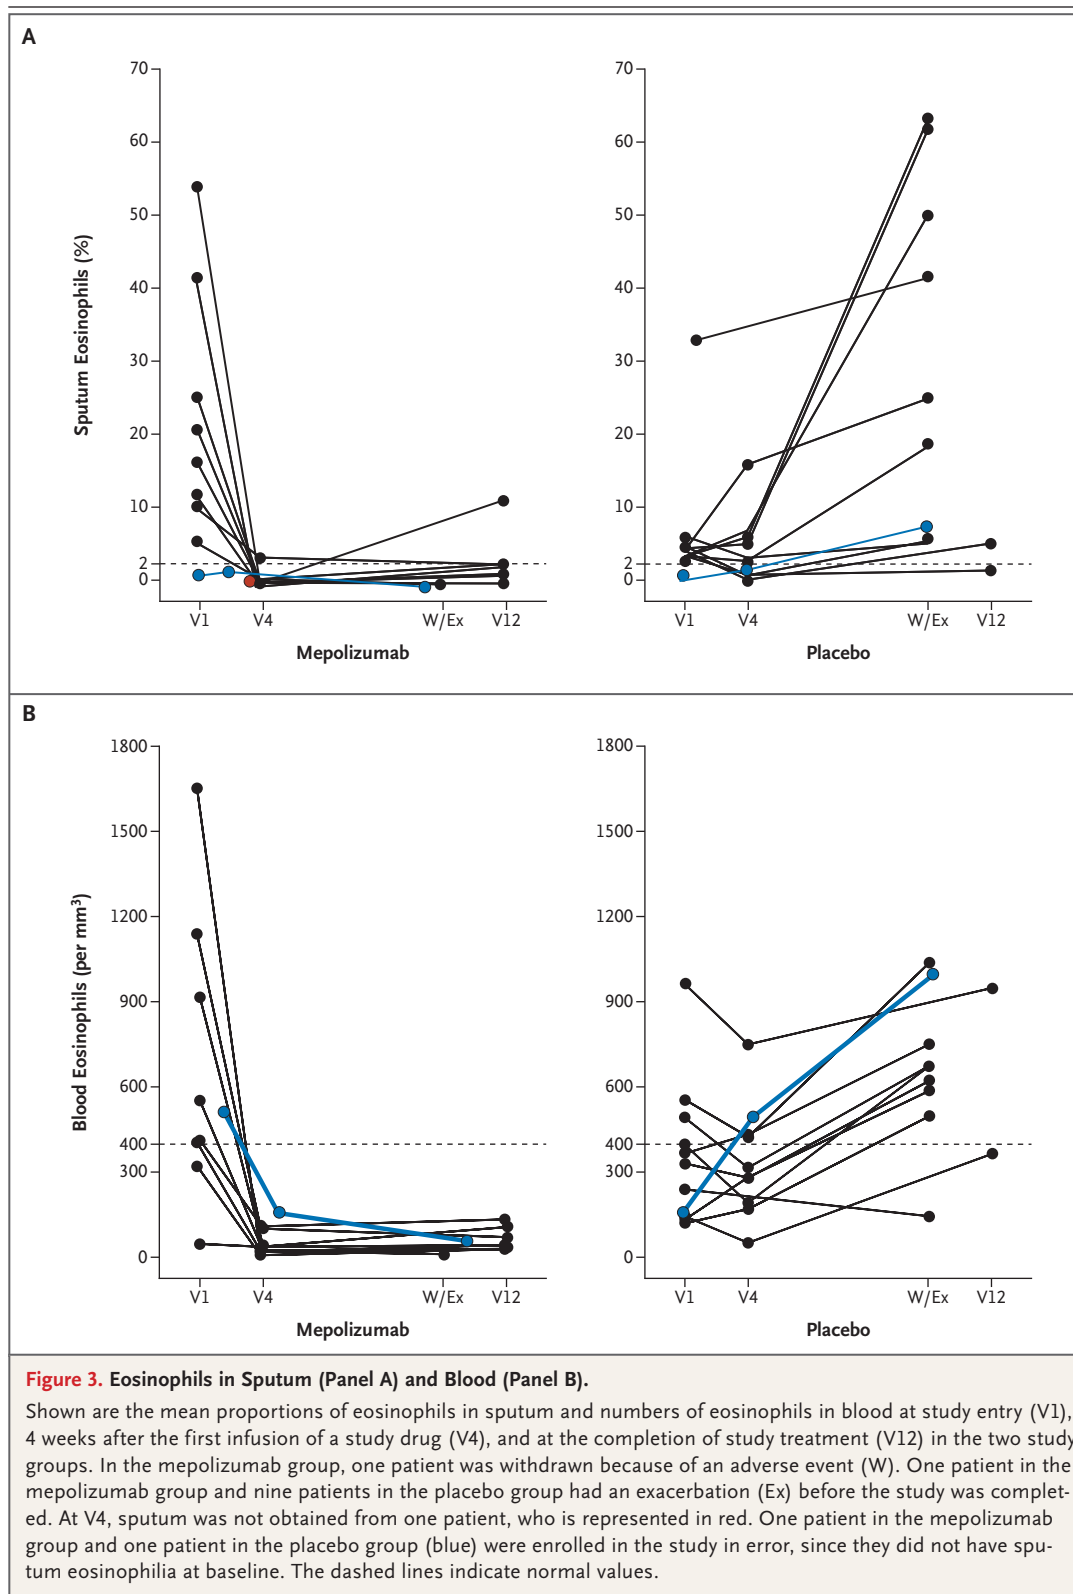 A
70
60
50
40
30
20
10
2
0
Sputum Eosinophils (%)
V1
V4
W/Ex
V12
Mepolizumab
70
60
50
40
30
20
10
2
0
V1
V4
W/Ex
V12
Placebo
B
1800
1500
1200
900
600
400
300
0
Blood Eosinophils (per mm³)
V1
V4
W/Ex
V12
Mepolizumab
1800
1500
1200
900
600
400
300
0
V1
V4
W/Ex
V12
Placebo
Figure 3. Eosinophils in Sputum (Panel A) and Blood (Panel B).
Shown are the mean proportions of eosinophils in sputum and numbers of eosinophils in blood at study entry (V1),
4 weeks after the first infusion of a study drug (V4), and at the completion of study treatment (V12) in the two study
groups. In the mepolizumab group, one patient was withdrawn because of an adverse event (W). One patient in the
mepolizumab group and nine patients in the placebo group had an exacerbation (Ex) before the study was complet-
ed. At V4, sputum was not obtained from one patient, who is represented in red. One patient in the mepolizumab
group and one patient in the placebo group (blue) were enrolled in the study in error, since they did not have spu-
tum eosinophilia at baseline. The dashed lines indicate normal values.